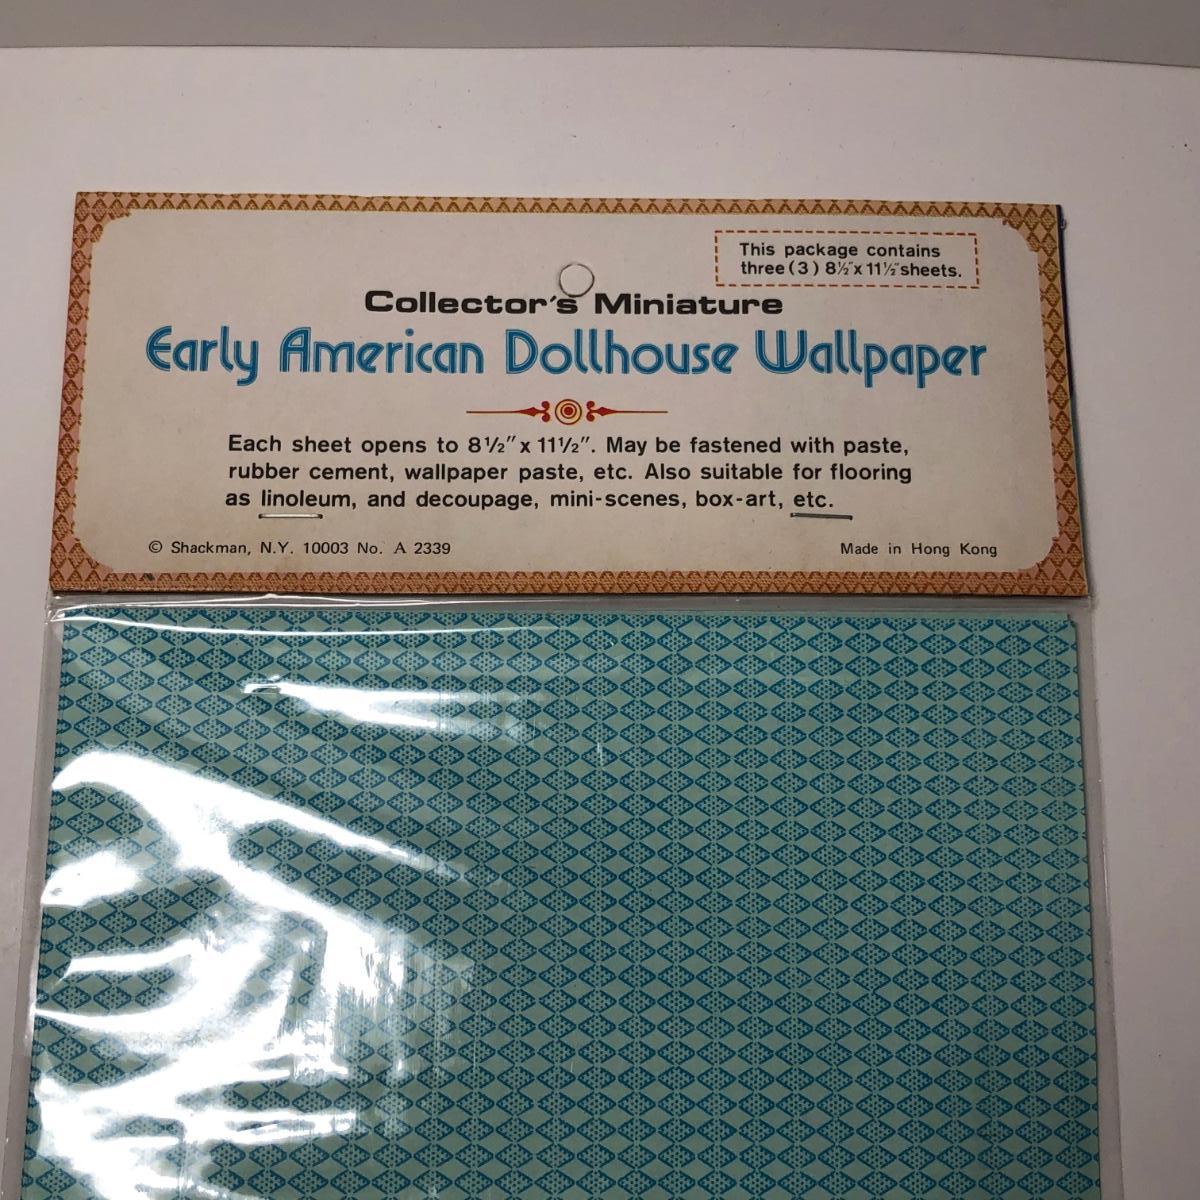 This package contains
three (3) 8½" x 11½" sheets.
Collector's Miniature
Early American Dollhouse Wallpaper
Each sheet opens to 8½" x 11½". May be fastened with paste,
rubber cement, wallpaper paste, etc. Also suitable for flooring
as linoleum, and decoupage, mini-scenes, box-art, etc.
© Shackman, N.Y. 10003 No. A 2339
Made in Hong Kong